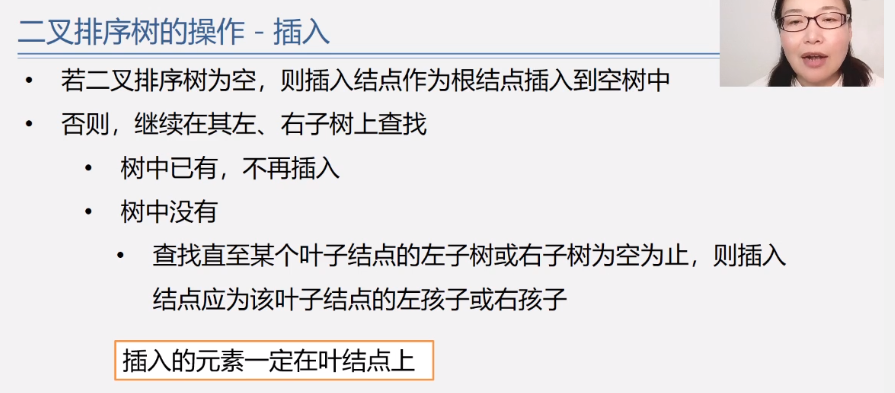 二叉排序树的操作 - 插入
• 若二叉排序树为空，则插入结点作为根结点插入到空树中
• 否则，继续在其左、右子树上查找
• 树中已有，不再插入
• 树中没有
• 查找直至某个叶子结点的左子树或右子树为空为止，则插入
结点应为该叶子结点的左孩子或右孩子
插入的元素一定在叶结点上